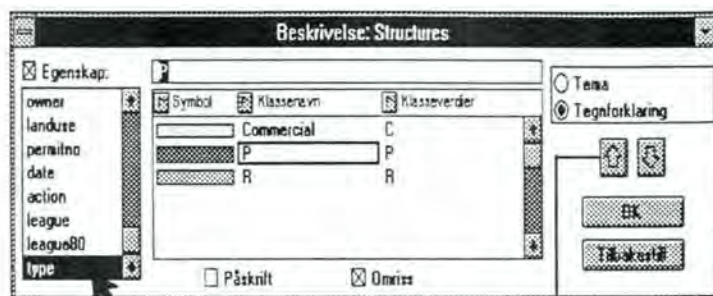 Beskrivelse: Structures
Egenskap:
owner
landuse
permitno
date
action
league
league80
type
P
Symbol Klassenavn Klasseverdier
Commercial C
P P
R R
Påskrift Omriss
Tema
Tegnforklaring
OK
Tilbakestill